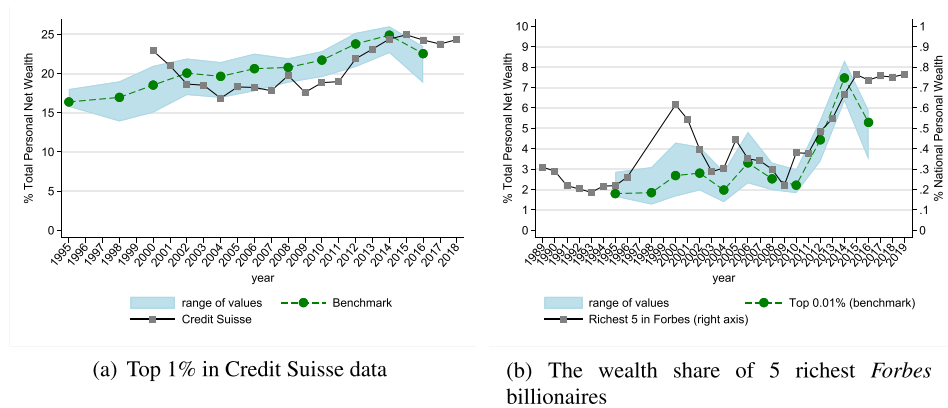 25
20
15
10
5
0
% Total Personal Net Wealth
1995 1996 1997 1998 1999 2000 2001 2002 2003 2004 2005 2006 2007 2008 2009 2010 2011 2012 2013 2014 2015 2016 2017 2018
year
range of values Benchmark
Credit Suisse
(a) Top 1% in Credit Suisse data
10
9
8
7
6
5
4
3
2
1
0
% Total Personal Net Wealth
1
.9
.8
.7
.6
.5
.4
.3
.2
.1
0
% National Personal Wealth
1989 1990 1991 1992 1993 1994 1995 1996 1997 1998 1999 2000 2001 2002 2003 2004 2005 2006 2007 2008 2009 2010 2011 2012 2013 2014 2015 2016 2017 2018 2019
year
range of values Top 0.01% (benchmark)
Richest 5 in Forbes (right axis)
(b) The wealth share of 5 richest Forbes
billionaires